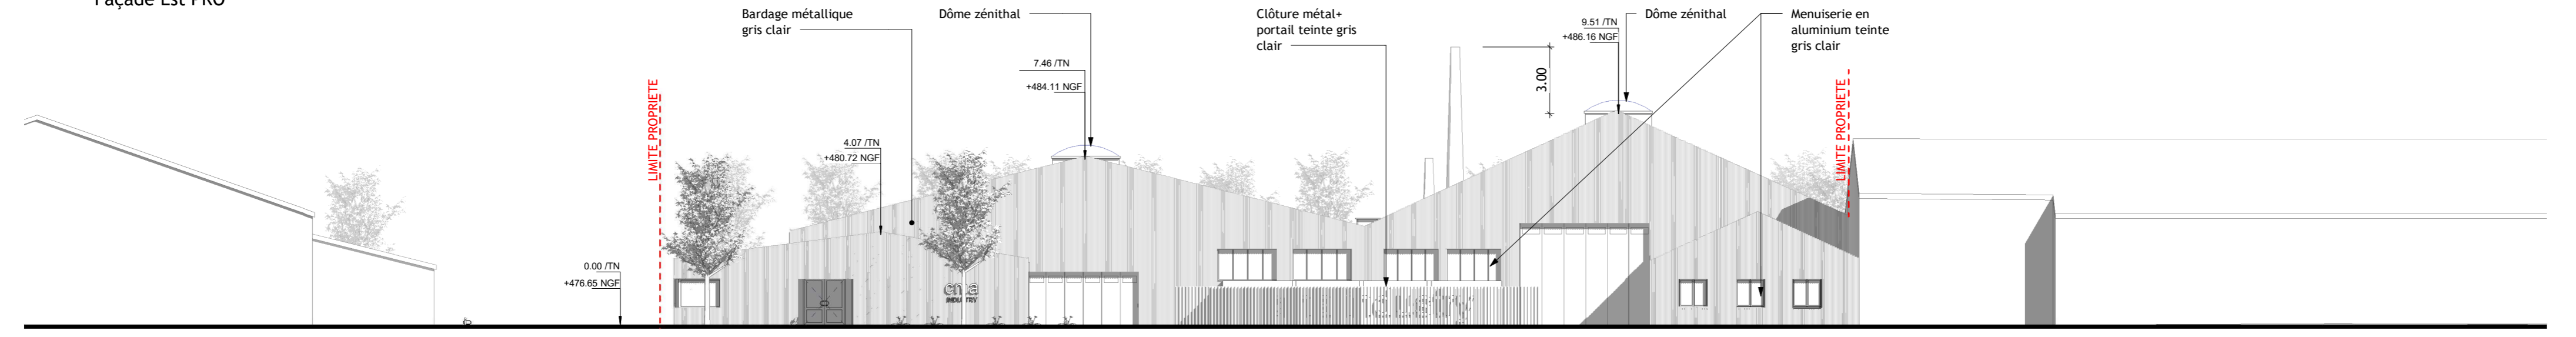 Façade Est PRO
Bardage métallique
gris clair
Dôme zénithal
Clôture métal+
portail teinte gris
clair
Dôme zénithal
Menuiserie en
aluminium teinte
gris clair
9.51 /TN
+486.16 NGF
7.46 /TN
+484.11 NGF
3.00
LIMITE PROPRIETE
LIMITE PROPRIETE
4.07 /TN
+480.72 NGF
0.00 /TN
+476.65 NGF
INDUSTRY